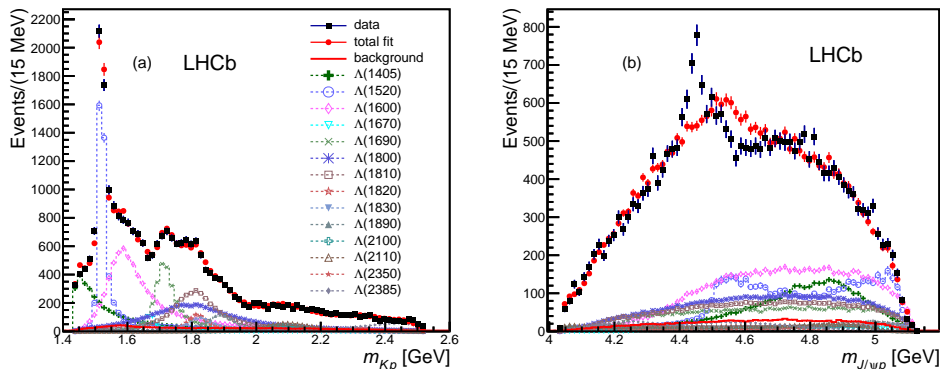 Events/(15 MeV)
2200
2000
1800
1600
1400
1200
1000
800
600
400
200
0
1.4
1.6
1.8
2
2.2
2.4
2.6
m_Kp [GeV]
(a)
LHCb
data
total fit
background
Λ(1405)
Λ(1520)
Λ(1600)
Λ(1670)
Λ(1690)
Λ(1800)
Λ(1810)
Λ(1820)
Λ(1830)
Λ(1890)
Λ(2100)
Λ(2110)
Λ(2350)
Λ(2385)
Events/(15 MeV)
800
700
600
500
400
300
200
100
0
4
4.2
4.4
4.6
4.8
5
m_J/ψp [GeV]
(b)
LHCb